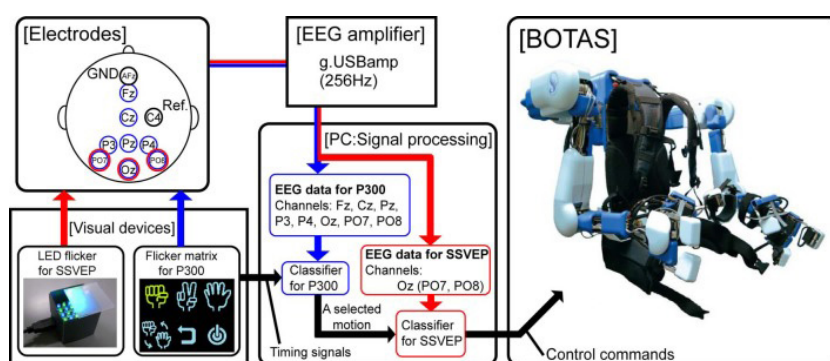 [Electrodes]
GND
AFz
Fz
Ref.
Cz
C4
P3
Pz
P4
PO7
PO8
Oz
[EEG amplifier]
g.USBamp
(256Hz)
[Visual devices]
LED flicker
for SSVEP
Flicker matrix
for P300
Timing signals
[PC:Signal processing]
EEG data for P300
Channels: Fz, Cz, Pz,
P3, P4, Oz, PO7, PO8
Classifier
for P300
EEG data for SSVEP
Channels:
Oz (PO7, PO8)
A selected
motion
Classifier
for SSVEP
[BOTAS]
Control commands